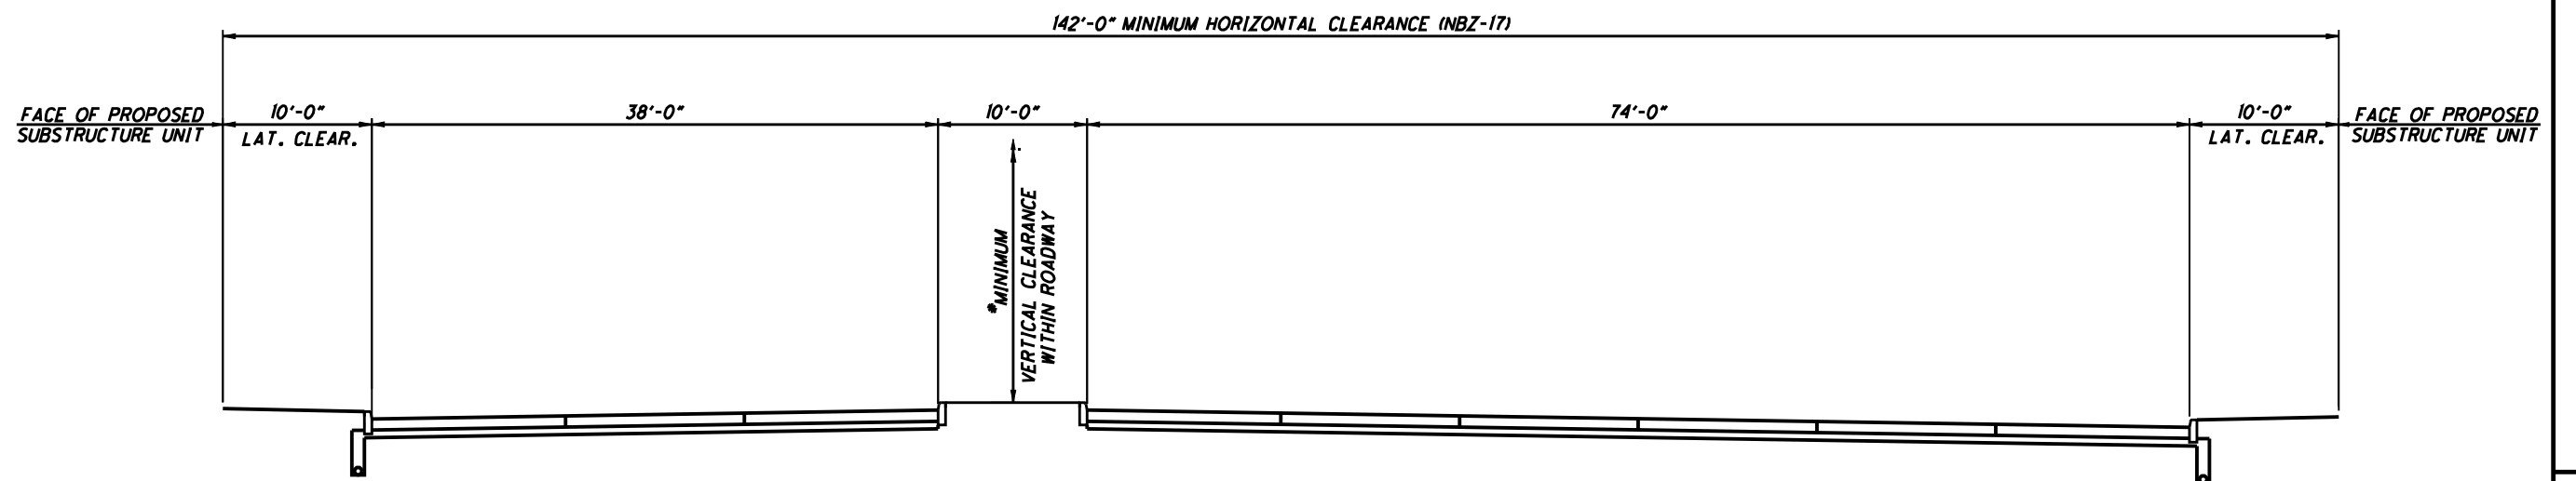 142'-0" MINIMUM HORIZONTAL CLEARANCE (NBZ-17)
FACE OF PROPOSED
SUBSTRUCTURE UNIT
10'-0"
LAT. CLEAR.
38'-0"
10'-0"
74'-0"
10'-0"
LAT. CLEAR.
FACE OF PROPOSED
SUBSTRUCTURE UNIT
*MINIMUM
VERTICAL CLEARANCE
WITHIN ROADWAY